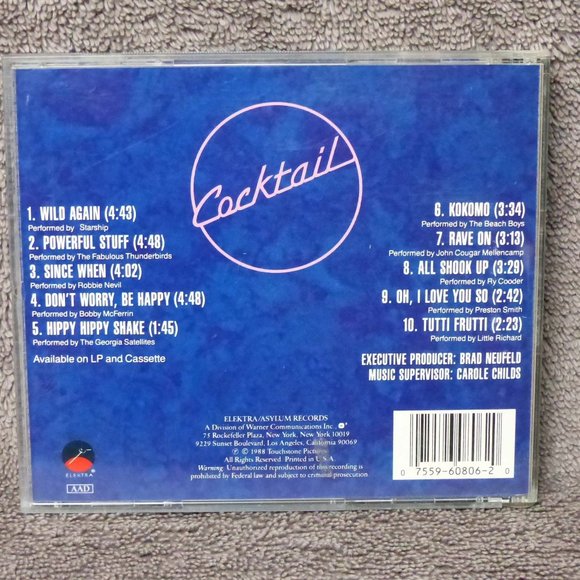 Cocktail
1. WILD AGAIN (4:43)
Performed by Starship
2. POWERFUL STUFF (4:48)
Performed by The Fabulous Thunderbirds
3. SINCE WHEN (4:02)
Performed by Robbie Nevil
4. DON'T WORRY, BE HAPPY (4:48)
Performed by Bobby McFerrin
5. HIPPY HIPPY SHAKE (1:45)
Performed by The Georgia Satellites
Available on LP and Cassette
6. KOKOMO (3:34)
Performed by The Beach Boys
7. RAVE ON (3:13)
Performed by John Cougar Mellencamp
8. ALL SHOOK UP (3:29)
Performed by Ry Cooder
9. OH, I LOVE YOU SO (2:42)
Performed by Preston Smith
10. TUTTI FRUTTI (2:23)
Performed by Little Richard
EXECUTIVE PRODUCER: BRAD NEUFELD
MUSIC SUPERVISOR: CAROLE CHILDS
ELEKTRA/ASYLUM RECORDS
A Division of Warner Communications Inc.
75 Rockefeller Plaza, New York, New York 10019
9229 Sunset Boulevard, Los Angeles, California 90069
℗ © 1988 Touchstone Pictures
All Rights Reserved. Printed in U.S.A.
Warning: Unauthorized reproduction of this recording is
prohibited by Federal law and subject to criminal prosecution
ELEKTRA®
AAD
0 7559-60806-2 0